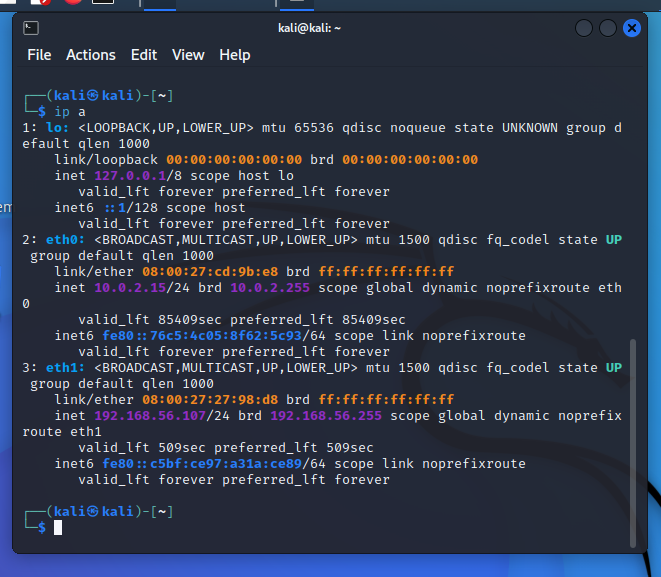 kali@kali: ~
File Actions Edit View Help
┌──(kali㉿kali)-[~]
└─$ ip a
1: lo: <LOOPBACK,UP,LOWER_UP> mtu 65536 qdisc noqueue state UNKNOWN group d
efault qlen 1000
    link/loopback 00:00:00:00:00:00 brd 00:00:00:00:00:00
    inet 127.0.0.1/8 scope host lo
       valid_lft forever preferred_lft forever
    inet6 ::1/128 scope host
       valid_lft forever preferred_lft forever
2: eth0: <BROADCAST,MULTICAST,UP,LOWER_UP> mtu 1500 qdisc fq_codel state UP
 group default qlen 1000
    link/ether 08:00:27:cd:9b:e8 brd ff:ff:ff:ff:ff:ff
    inet 10.0.2.15/24 brd 10.0.2.255 scope global dynamic noprefixroute eth
0
       valid_lft 85409sec preferred_lft 85409sec
    inet6 fe80::76c5:4c05:8f62:5c93/64 scope link noprefixroute
       valid_lft forever preferred_lft forever
3: eth1: <BROADCAST,MULTICAST,UP,LOWER_UP> mtu 1500 qdisc fq_codel state UP
 group default qlen 1000
    link/ether 08:00:27:27:98:d8 brd ff:ff:ff:ff:ff:ff
    inet 192.168.56.107/24 brd 192.168.56.255 scope global dynamic noprefix
route eth1
       valid_lft 509sec preferred_lft 509sec
    inet6 fe80::c5bf:ce97:a31a:ce89/64 scope link noprefixroute
       valid_lft forever preferred_lft forever
┌──(kali㉿kali)-[~]
└─$